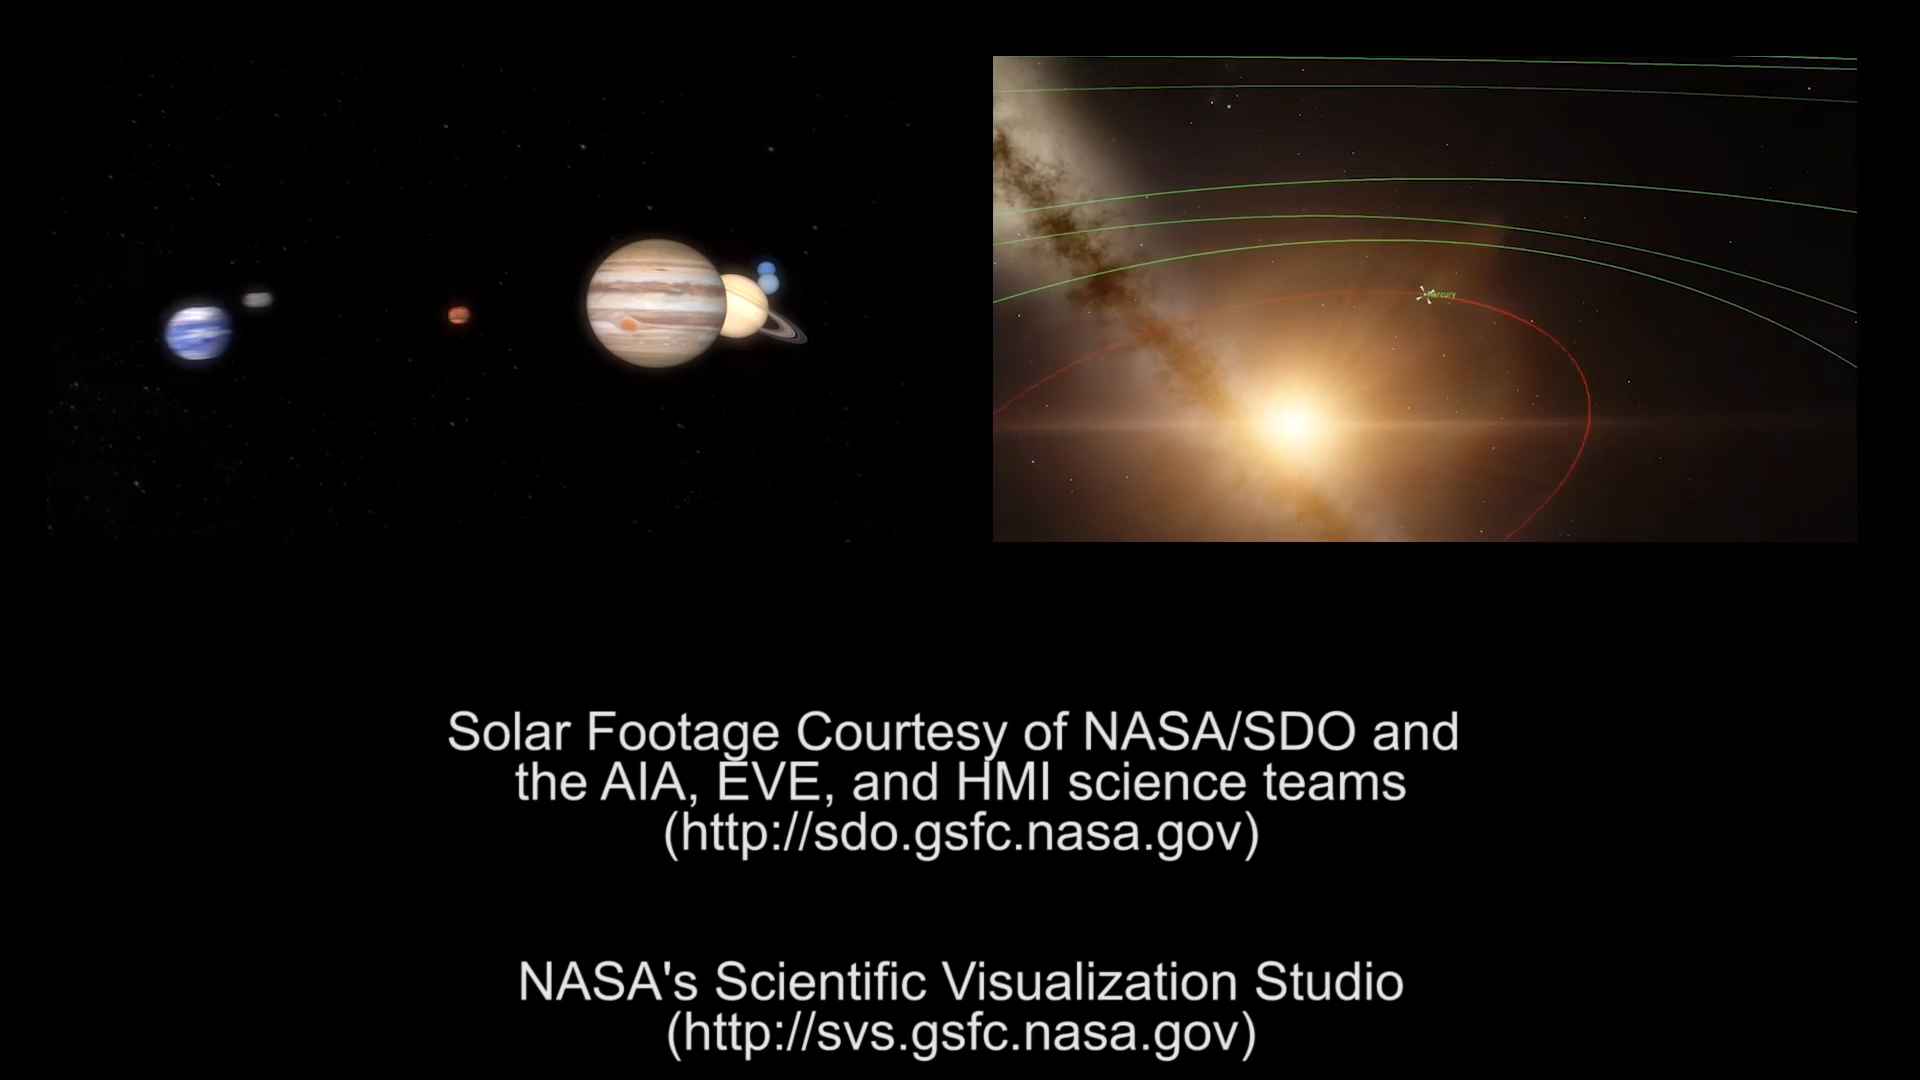 Mercury
Solar Footage Courtesy of NASA/SDO and
the AIA, EVE, and HMI science teams
(http://sdo.gsfc.nasa.gov)
NASA's Scientific Visualization Studio
(http://svs.gsfc.nasa.gov)